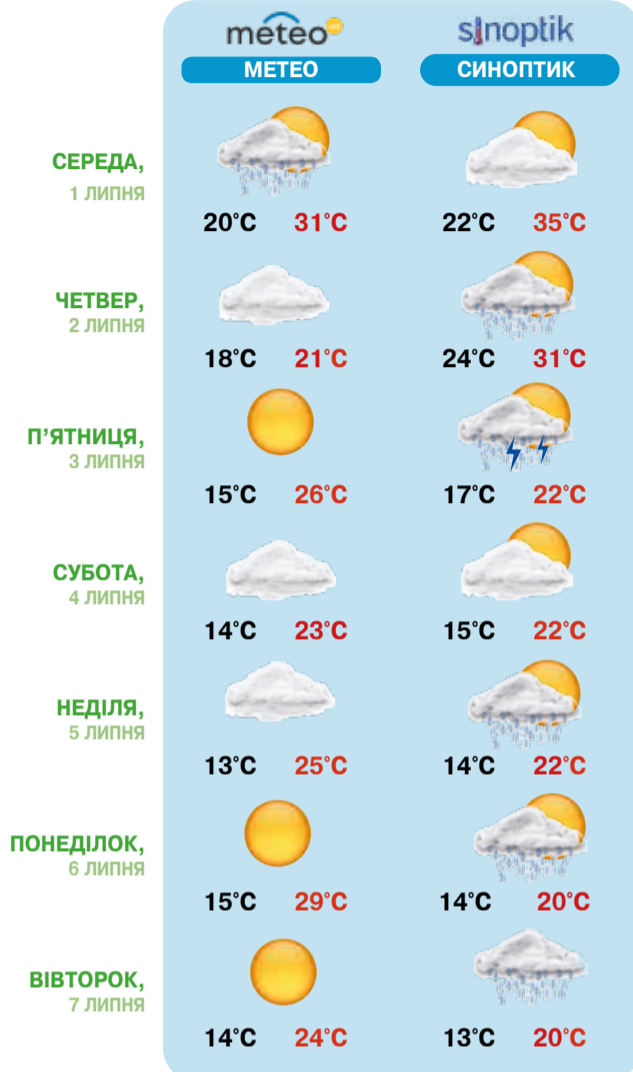 meteo
sinoptik
МЕТЕО
СИНОПТИК
СЕРЕДА,
1 ЛИПНЯ
20°C 31°C
22°C 35°C
ЧЕТВЕР,
2 ЛИПНЯ
18°C 21°C
24°C 31°C
П’ЯТНИЦЯ,
3 ЛИПНЯ
15°C 26°C
17°C 22°C
СУБОТА,
4 ЛИПНЯ
14°C 23°C
15°C 22°C
НЕДІЛЯ,
5 ЛИПНЯ
13°C 25°C
14°C 22°C
ПОНЕДІЛОК,
6 ЛИПНЯ
15°C 29°C
14°C 20°C
ВІВТОРОК,
7 ЛИПНЯ
14°C 24°C
13°C 20°C